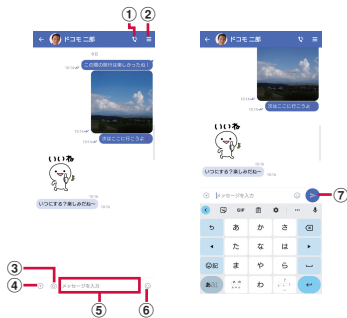 ① ②
ドコモ 二郎
今日
この間の旅行は楽しかったね！
次はここに行こうよ
いいね
いつにする？楽しみだね〜
③
④
メッセージを入力
⑤ ⑥
ドコモ 二郎
次はここに行こうよ
いいね
いつにする？楽しみだね〜
メッセージを入力
⑦
GIF
あ か さ
た な は
記 ま や ら
わ